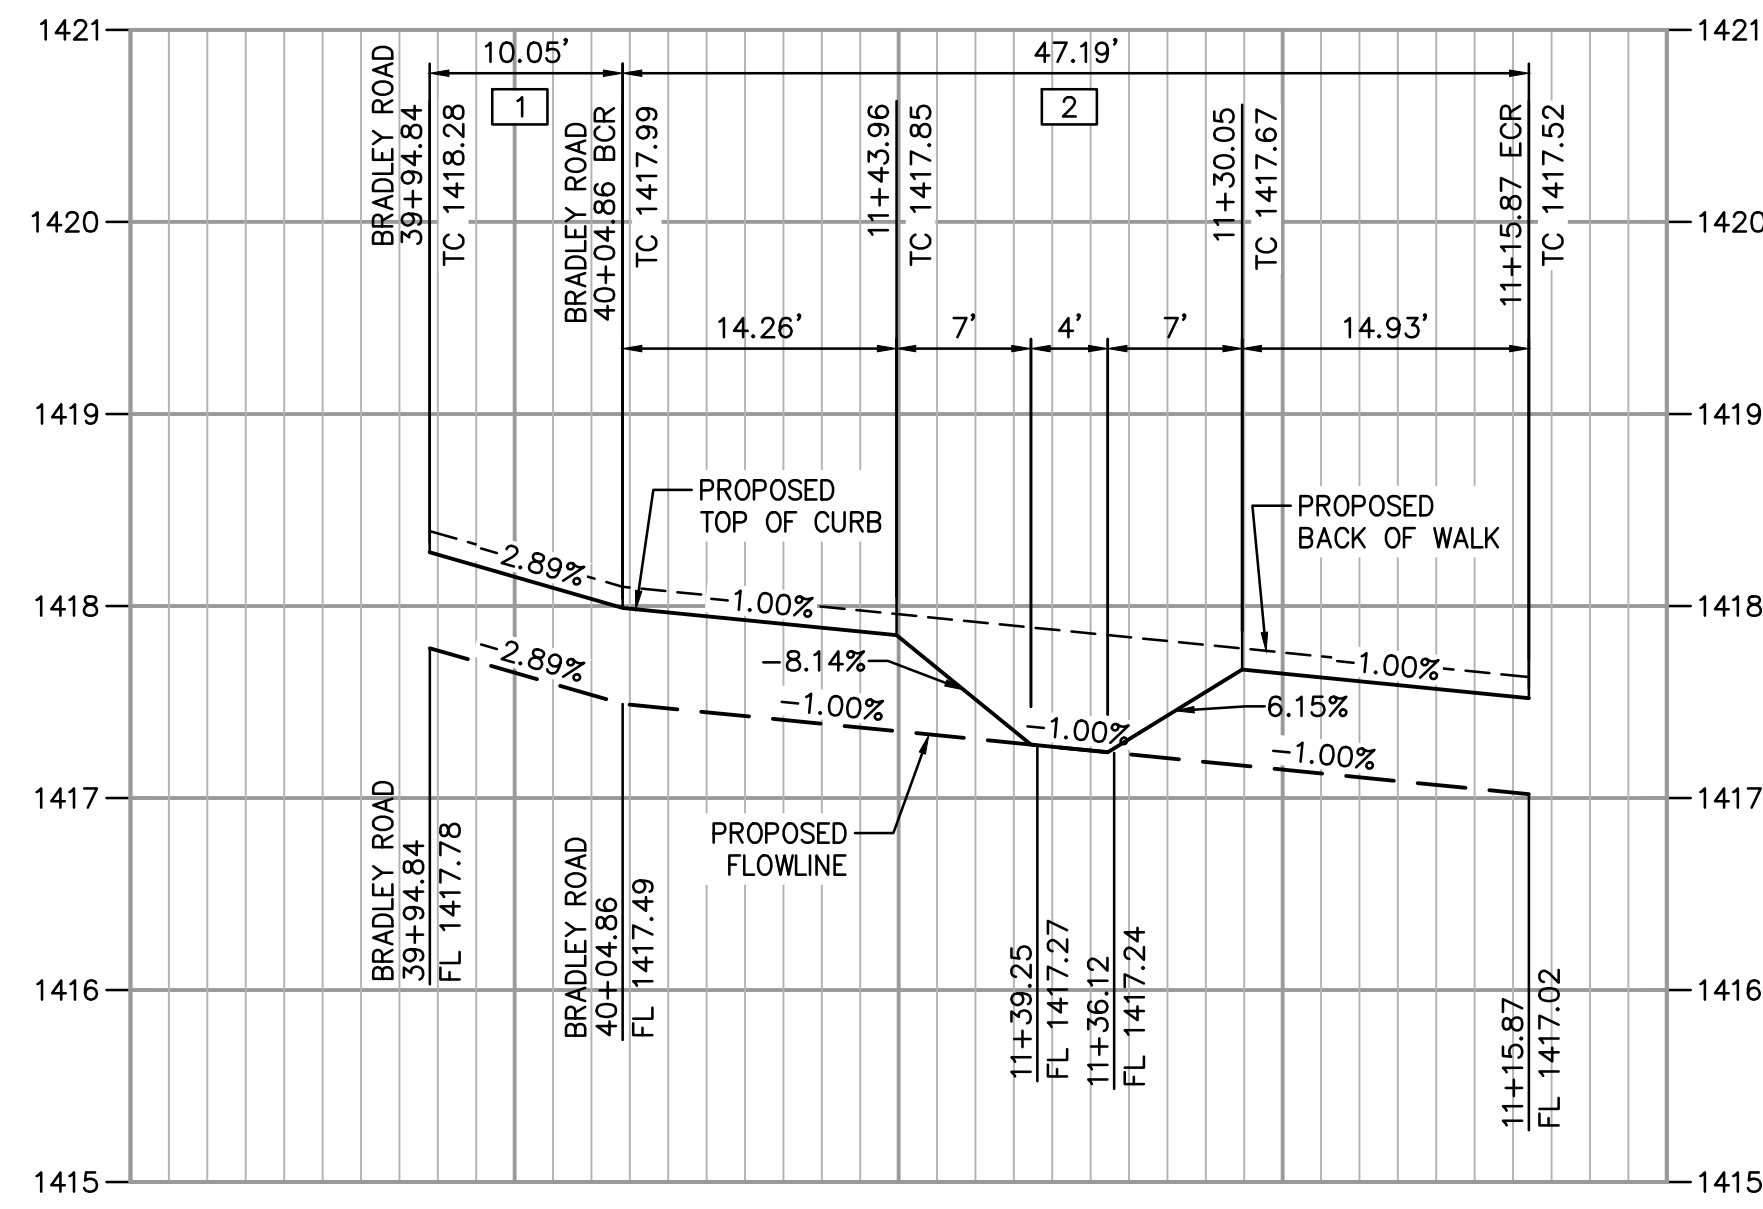 1421
1421
10.05’
47.19’
1
2
BRADLEY ROAD
39+94.84
TC 1418.28
BRADLEY ROAD
40+04.86 BCR
TC 1417.99
11+43.96
TC 1417.85
11+30.05
TC 1417.67
11+15.87 ECR
TC 1417.52
1420
1420
14.26’
7’
4’
7’
14.93’
1419
1419
PROPOSED
TOP OF CURB
PROPOSED
BACK OF WALK
-2.89%
1418
-1.00%
1418
-2.89%
-8.14%
-1.00%
-1.00%
-1.00%
6.15%
-1.00%
1417
1417
PROPOSED
FLOWLINE
BRADLEY ROAD
39+94.84
FL 1417.78
BRADLEY ROAD
40+04.86
FL 1417.49
11+39.25
FL 1417.27
11+36.12
FL 1417.24
11+15.87
FL 1417.02
1416
1416
1415
1415